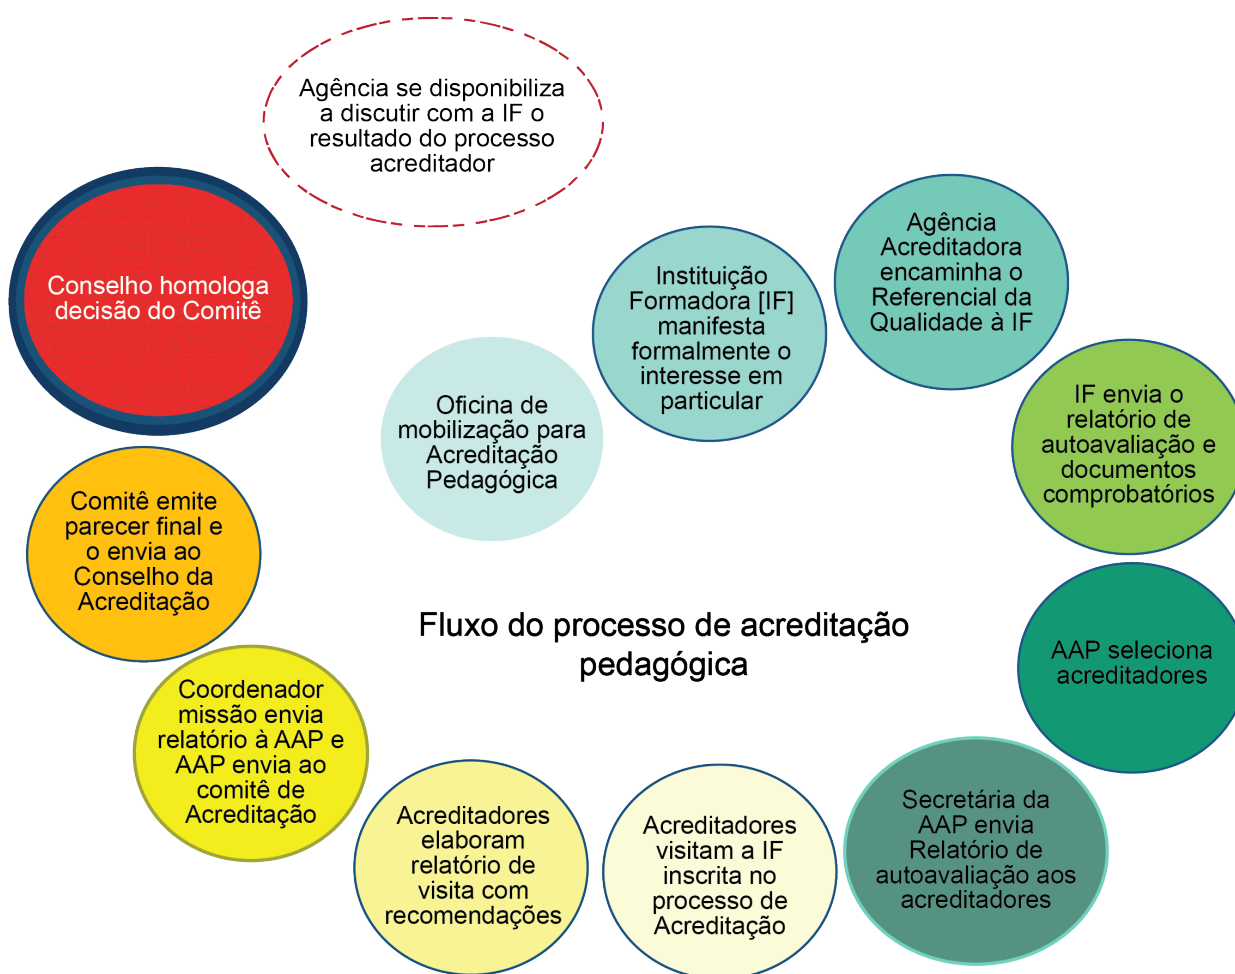 Agência se disponibiliza
a discutir com a IF o
resultado do processo
acreditador
Conselho homologa
decisão do Comitê
Instituição
Formadora [IF]
manifesta
formalmente o
interesse em
particular
Agência
Acreditadora
encaminha o
Referencial da
Qualidade à IF
Oficina de
mobilização para
Acreditação
Pedagógica
IF envia o
relatório de
autoavaliação e
documentos
comprobatórios
Comitê emite
parecer final e
o envia ao
Conselho da
Acreditação
Fluxo do processo de acreditação
pedagógica
AAP seleciona
acreditadores
Coordenador
missão envia
relatório à AAP e
AAP envia ao
comitê de
Acreditação
Acreditadores
elaboram
relatório de
visita com
recomendações
Acreditadores
visitam a IF
inscrita no
processo de
Acreditação
Secretária da
AAP envia
Relatório de
autoavaliação aos
acreditadores